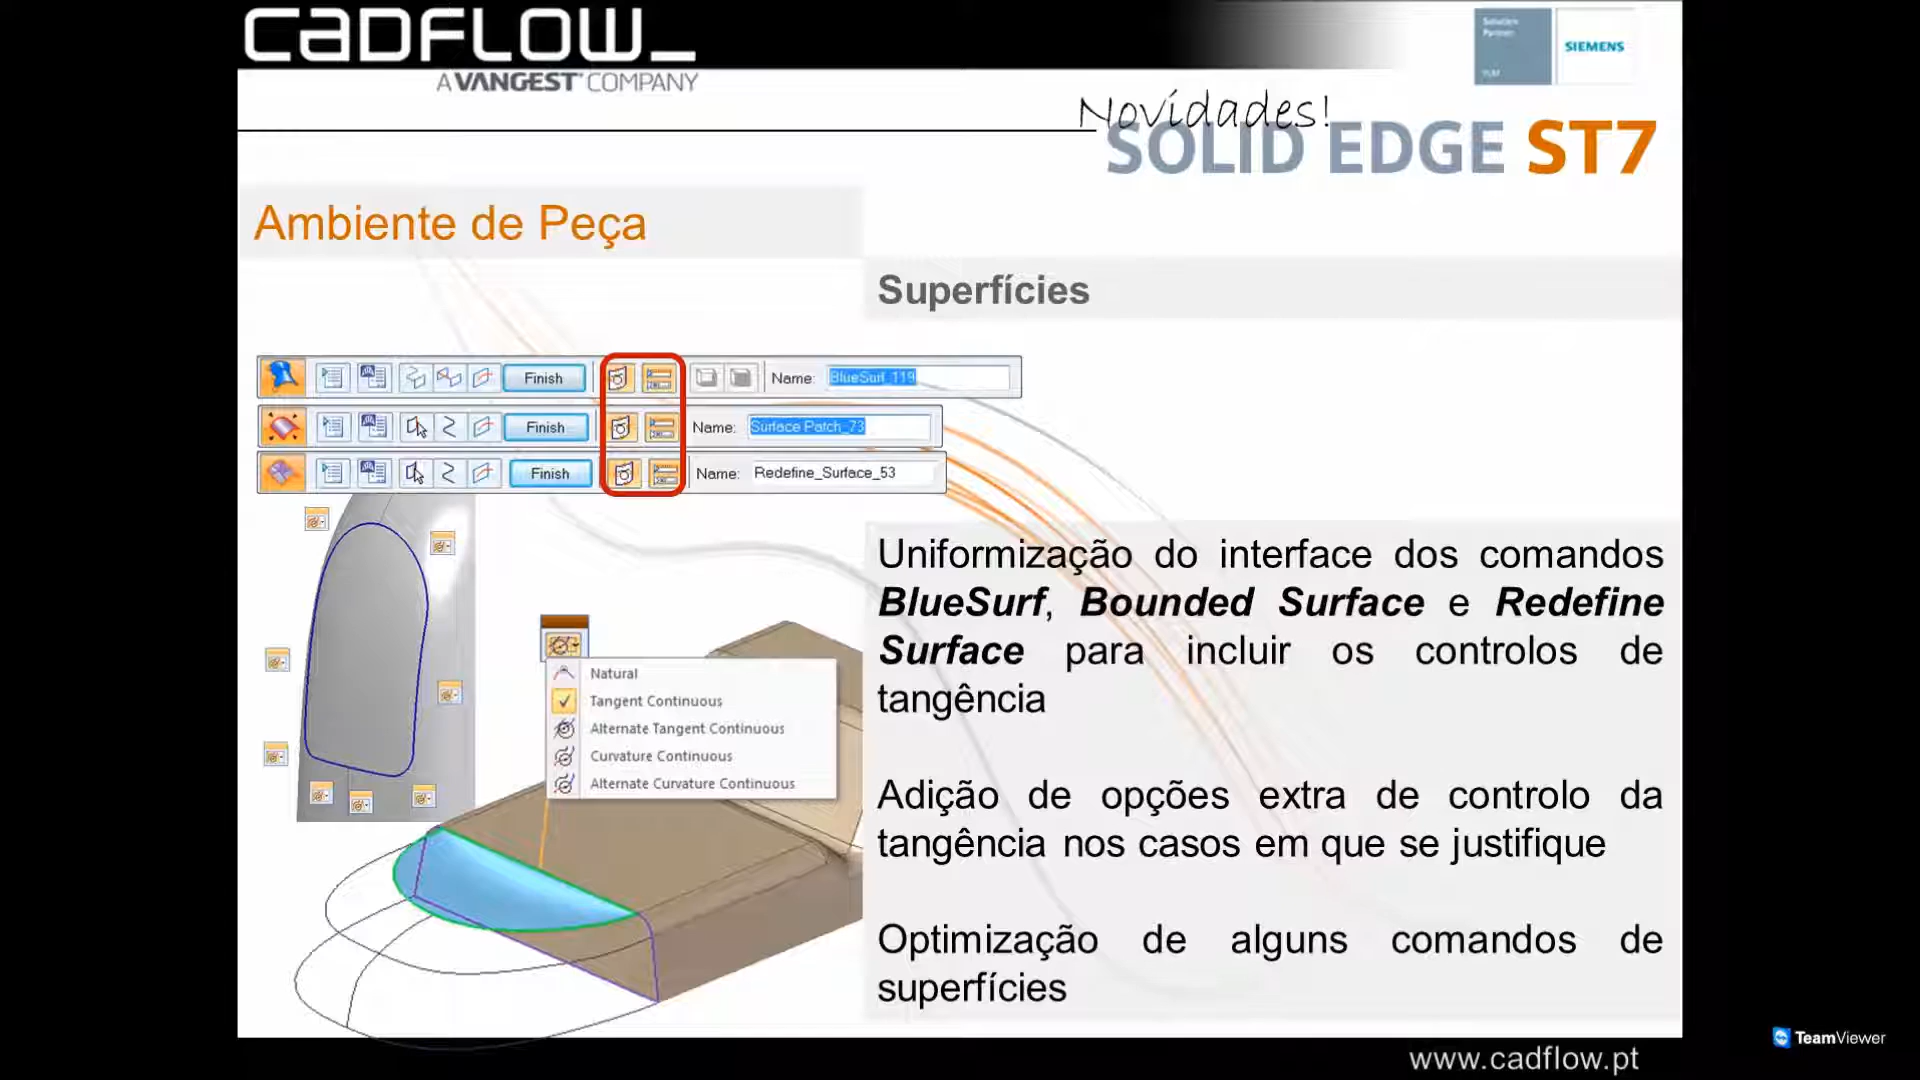 CADFLOW_
A VANGEST COMPANY
Solution
Partner
PLM
SIEMENS
Novidades!
SOLID EDGE ST7
Ambiente de Peça
Superfícies
Finish
Name: BlueSurf_119
Finish
Name: Surface Patch_73
Finish
Name: Redefine_Surface_53
Natural
Tangent Continuous
Alternate Tangent Continuous
Curvature Continuous
Alternate Curvature Continuous
Uniformização do interface dos comandos
BlueSurf, Bounded Surface e Redefine
Surface para incluir os controlos de
tangência
Adição de opções extra de controlo da
tangência nos casos em que se justifique
Optimização de alguns comandos de
superfícies
TeamViewer
www.cadflow.pt